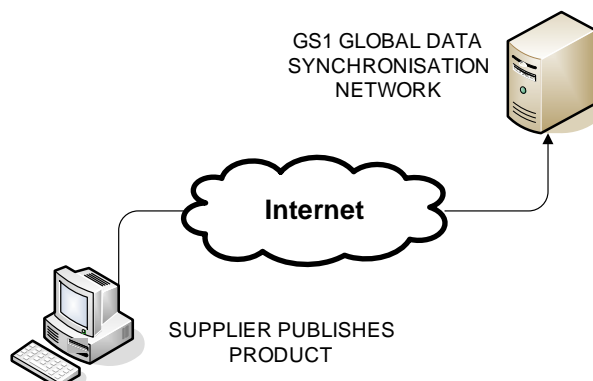 GS1 GLOBAL DATA
SYNCHRONISATION
NETWORK
Internet
SUPPLIER PUBLISHES
PRODUCT